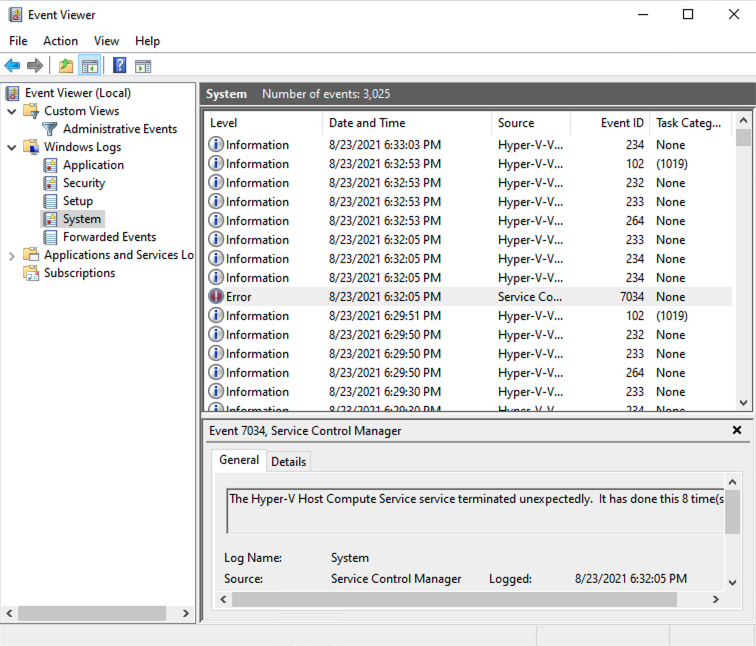 Event Viewer
File Action View Help
Event Viewer (Local)
Custom Views
Administrative Events
Windows Logs
Application
Security
Setup
System
Forwarded Events
Applications and Services Lo
Subscriptions
System Number of events: 3,025
Level Date and Time Source Event ID Task Categ...
Information 8/23/2021 6:33:03 PM Hyper-V-V... 234 None
Information 8/23/2021 6:32:53 PM Hyper-V-V... 102 (1019)
Information 8/23/2021 6:32:53 PM Hyper-V-V... 232 None
Information 8/23/2021 6:32:53 PM Hyper-V-V... 233 None
Information 8/23/2021 6:32:53 PM Hyper-V-V... 264 None
Information 8/23/2021 6:32:05 PM Hyper-V-V... 233 None
Information 8/23/2021 6:32:05 PM Hyper-V-V... 234 None
Information 8/23/2021 6:32:05 PM Hyper-V-V... 234 None
Error 8/23/2021 6:32:05 PM Service Co... 7034 None
Information 8/23/2021 6:29:51 PM Hyper-V-V... 102 (1019)
Information 8/23/2021 6:29:50 PM Hyper-V-V... 232 None
Information 8/23/2021 6:29:50 PM Hyper-V-V... 233 None
Information 8/23/2021 6:29:50 PM Hyper-V-V... 264 None
Information 8/23/2021 6:29:30 PM Hyper-V-V... 233 None
Information 8/23/2021 6:29:30 PM Hyper-V-V... 234 None
Event 7034, Service Control Manager
General Details
The Hyper-V Host Compute Service service terminated unexpectedly.  It has done this 8 time(s
Log Name: System
Source: Service Control Manager Logged: 8/23/2021 6:32:05 PM